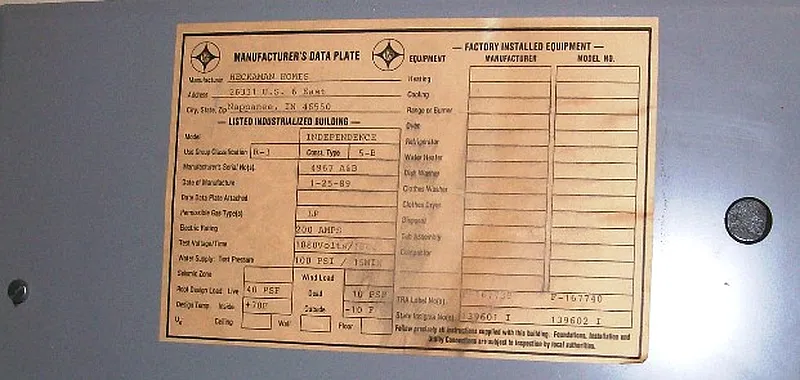 MANUFACTURER'S DATA PLATE
Manufacturer HECKAMAN HOMES
Address 26331 U.S. 6 East
City, State, Zip Nappanee, IN 46550
— LISTED INDUSTRIALIZED BUILDING —
Model INDEPENDENCE
Use Group Classification R-3 Const. Type 5-B
Manufacturer's Serial No(s). 4967 A&B
Date of Manufacture 1-25-89
Date Data Plate Attached
Permissible Gas Type(s) LP
Electric Rating 200 AMPS
Test Voltage/Time 1080Volts/
Water Supply: Test Pressure 100 PSI / 15MIN
Seismic Zone Wind Load
Roof Design Load: Live 40 PSF Dead 10 PSF
Design Temp. Inside +70F Outside -10 F
Ceiling Wall Floor
— FACTORY INSTALLED EQUIPMENT —
EQUIPMENT MANUFACTURER MODEL NO.
Heating
Cooling
Range or Burner
Oven
Refrigerator
Water Heater
Dish Washer
Clothes Washer
Clothes Dryer
Disposal
Sub Assembly
TRA Label No(s). F-167740
State Insignia No(s) 139601 I 139602 I
Follow precisely all instructions supplied with this building. Foundations, Installation and
Utility Connections are subject to inspection by local authorities.